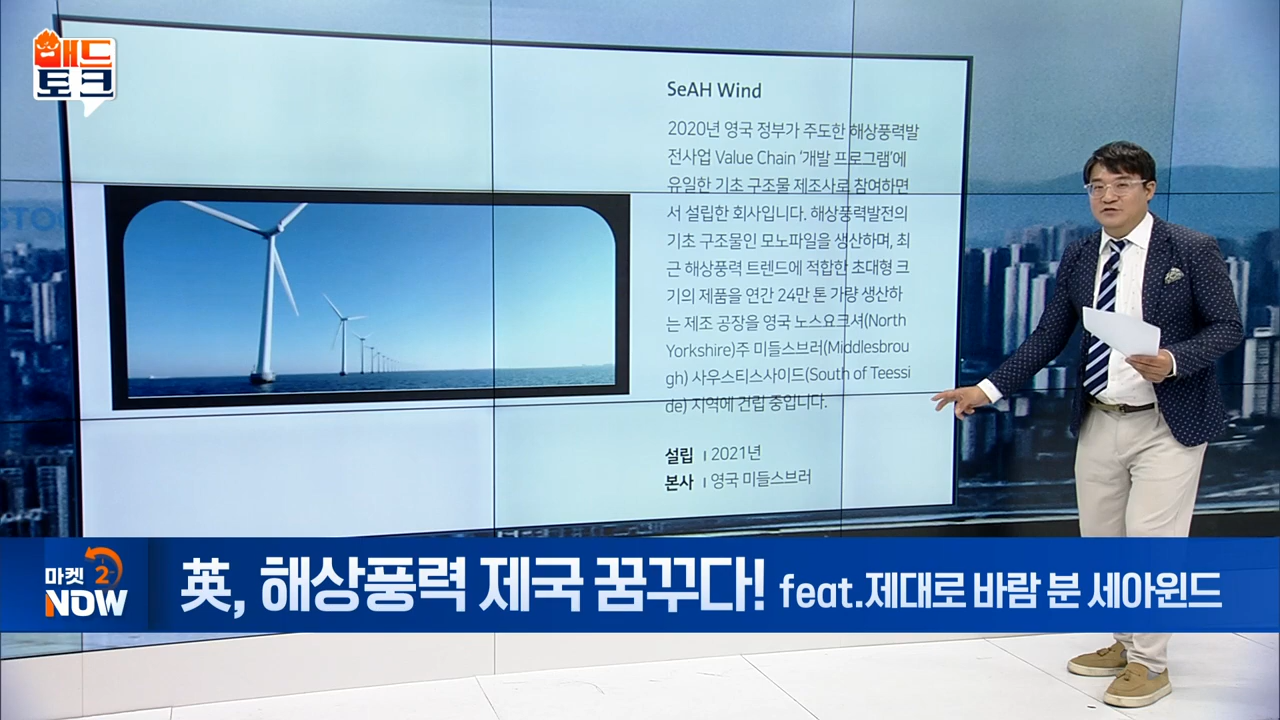 배드
토크
SeAH Wind
2020년 영국 정부가 주도한 해상풍력발
전사업 Value Chain '개발 프로그램'에
유일한 기초 구조물 제조사로 참여하면
서 설립한 회사입니다. 해상풍력발전의
기초 구조물인 모노파일을 생산하며, 최
근 해상풍력 트렌드에 적합한 초대형 크
기의 제품을 연간 24만 톤 가량 생산하
는 제조 공장을 영국 노스요크셔(North
Yorkshire)주 미들스브러(Middlesbrou
gh) 사우스티스사이드(South of Teessi
de) 지역에 건립 중입니다.
설립 | 2021년
본사 | 영국 미들스브러
마켓 2
NOW
英, 해상풍력 제국 꿈꾸다! feat.제대로 바람 분 세아윈드